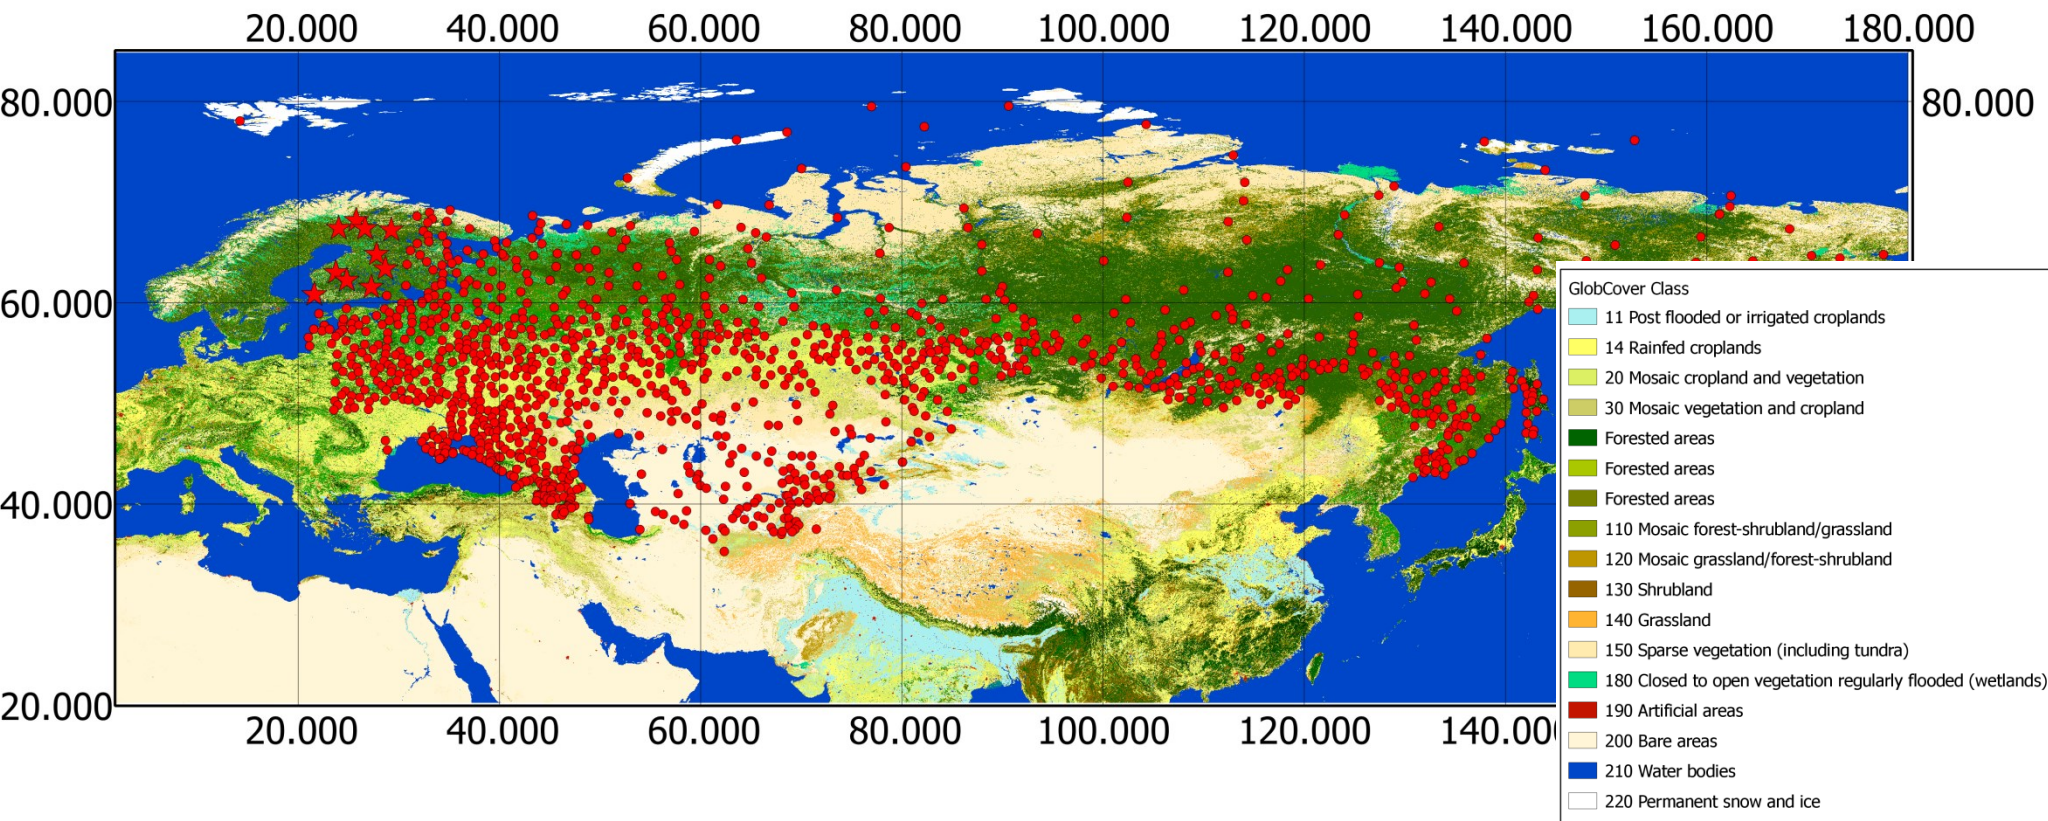 20.000 40.000 60.000 80.000 100.000 120.000 140.000 160.000 180.000
80.000 80.000
60.000
40.000
20.000
20.000 40.000 60.000 80.000 100.000 120.000 140.00
GlobCover Class
11 Post flooded or irrigated croplands
14 Rainfed croplands
20 Mosaic cropland and vegetation
30 Mosaic vegetation and cropland
Forested areas
Forested areas
Forested areas
110 Mosaic forest-shrubland/grassland
120 Mosaic grassland/forest-shrubland
130 Shrubland
140 Grassland
150 Sparse vegetation (including tundra)
180 Closed to open vegetation regularly flooded (wetlands)
190 Artificial areas
200 Bare areas
210 Water bodies
220 Permanent snow and ice